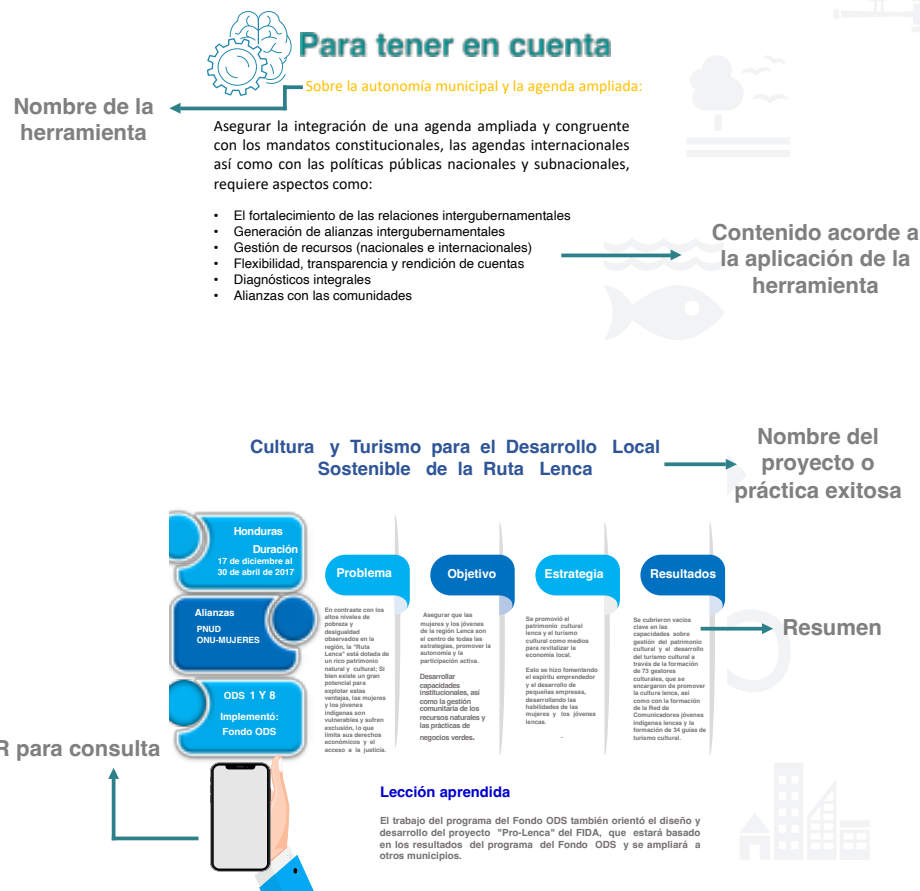 Para tener en cuenta
Sobre la autonomía municipal y la agenda ampliada:
Nombre de la
herramienta
Asegurar la integración de una agenda ampliada y congruente
con los mandatos constitucionales, las agendas internacionales
así como con las políticas públicas nacionales y subnacionales,
requiere aspectos como:
• El fortalecimiento de las relaciones intergubernamentales
• Generación de alianzas intergubernamentales
• Gestión de recursos (nacionales e internacionales)
• Flexibilidad, transparencia y rendición de cuentas
• Diagnósticos integrales
• Alianzas con las comunidades
Contenido acorde a
la aplicación de la
herramienta
Cultura y Turismo para el Desarrollo Local
Sostenible de la Ruta Lenca
Nombre del
proyecto o
práctica exitosa
Honduras
Duración
17 de diciembre al
30 de abril de 2017
Alianzas
PNUD
ONU-MUJERES
ODS 1 Y 8
Implementó:
Fondo ODS
Problema
En contraste con los
altos niveles de
pobreza y
desigualdad
observados en la
región, la "Ruta
Lenca" está dotada de
un rico patrimonio
natural y cultural; Si
bien existe un gran
potencial para
explotar estas
ventajas, las mujeres
y los jóvenes
indígenas son
vulnerables y sufren
exclusión, lo que
limita sus derechos
económicos y el
acceso a la justicia.
Objetivo
Asegurar que las
mujeres y los jóvenes
de la región Lenca son
el centro de todas las
estrategias, promover la
autonomía y la
participación activa.
Desarrollar
capacidades
institucionales, así
como la gestión
comunitaria de los
recursos naturales y
las prácticas de
negocios verdes.
Estrategia
Se promovió el
patrimonio cultural
lenca y el turismo
cultural como medios
para revitalizar la
economía local.
Esto se hizo fomentando
el espíritu emprendedor
y el desarrollo de
pequeñas empresas,
desarrollando las
habilidades de las
mujeres y los jóvenes
lencas.
.
Resultados
Se cubrieron vacíos
clave en las
capacidades sobre
gestión del patrimonio
cultural y el desarrollo
del turismo cultural a
través de la formación
de 73 gestores
culturales, que se
encargaron de promover
la cultura lenca, así
como con la formación
de la Red de
Comunicadores jóvenes
indígenas lencas y la
formación de 34 guías de
turismo cultural.
Resumen
R para consulta
Lección aprendida
El trabajo del programa del Fondo ODS también orientó el diseño y
desarrollo del proyecto "Pro-Lenca" del FIDA, que estará basado
en los resultados del programa del Fondo ODS y se ampliará a
otros municipios.